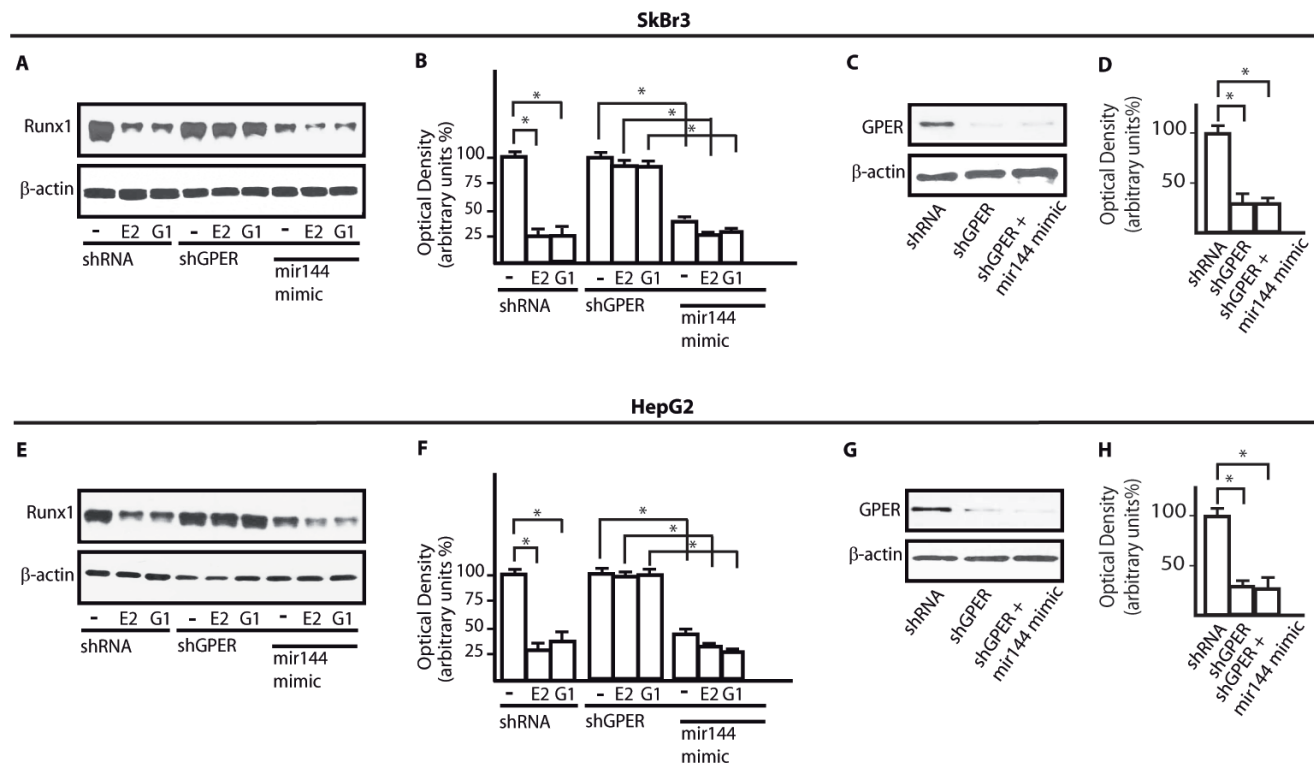 SkBr3
A
Runx1
β-actin
- E2 G1 - E2 G1 - E2 G1
shRNA shGPER
mir144
mimic
B
Optical Density
(arbitrary units %)
100
75
50
25
* * * * *
- E2 G1 - E2 G1 - E2 G1
shRNA shGPER
mir144
mimic
C
GPER
β-actin
shRNA
shGPER
shGPER +
mir144 mimic
D
Optical Density
(arbitrary units%)
100
50
* *
shRNA
shGPER
shGPER +
mir144 mimic
HepG2
E
Runx1
β-actin
- E2 G1 - E2 G1 - E2 G1
shRNA shGPER
mir144
mimic
F
Optical Density
(arbitrary units %)
100
75
50
25
* * * * *
- E2 G1 - E2 G1 - E2 G1
shRNA shGPER
mir144
mimic
G
GPER
β-actin
shRNA
shGPER
shGPER +
mir144 mimic
H
Optical Density
(arbitrary units%)
100
50
* *
shRNA
shGPER
shGPER +
mir144 mimic